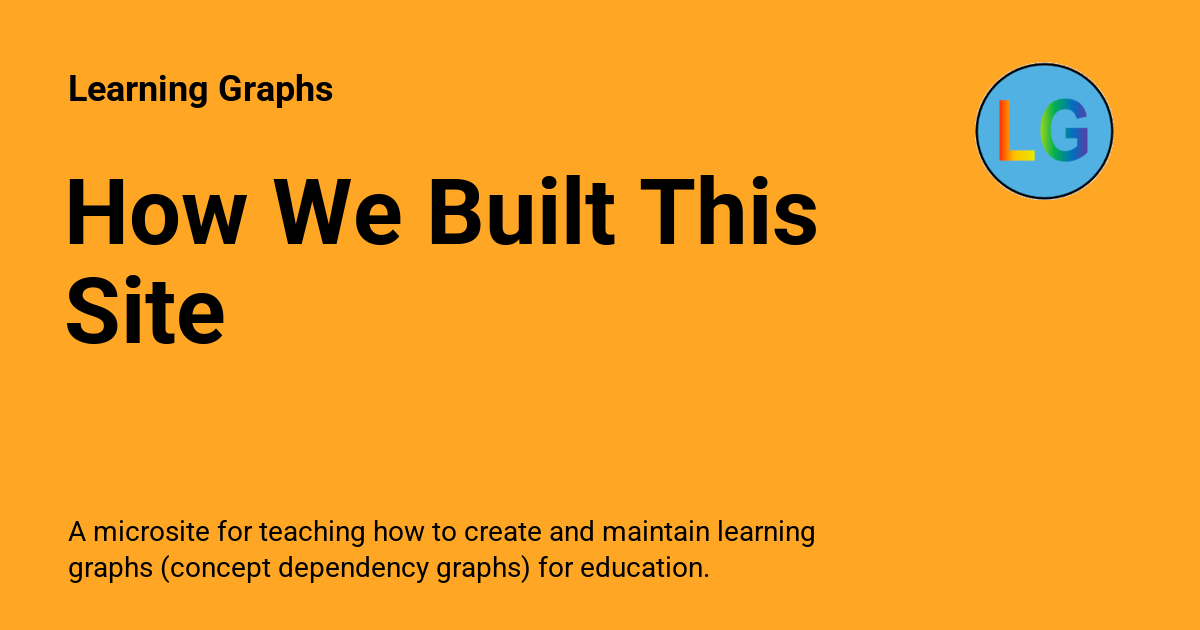 Learning Graphs
LG
How We Built This
Site
A microsite for teaching how to create and maintain learning
graphs (concept dependency graphs) for education.